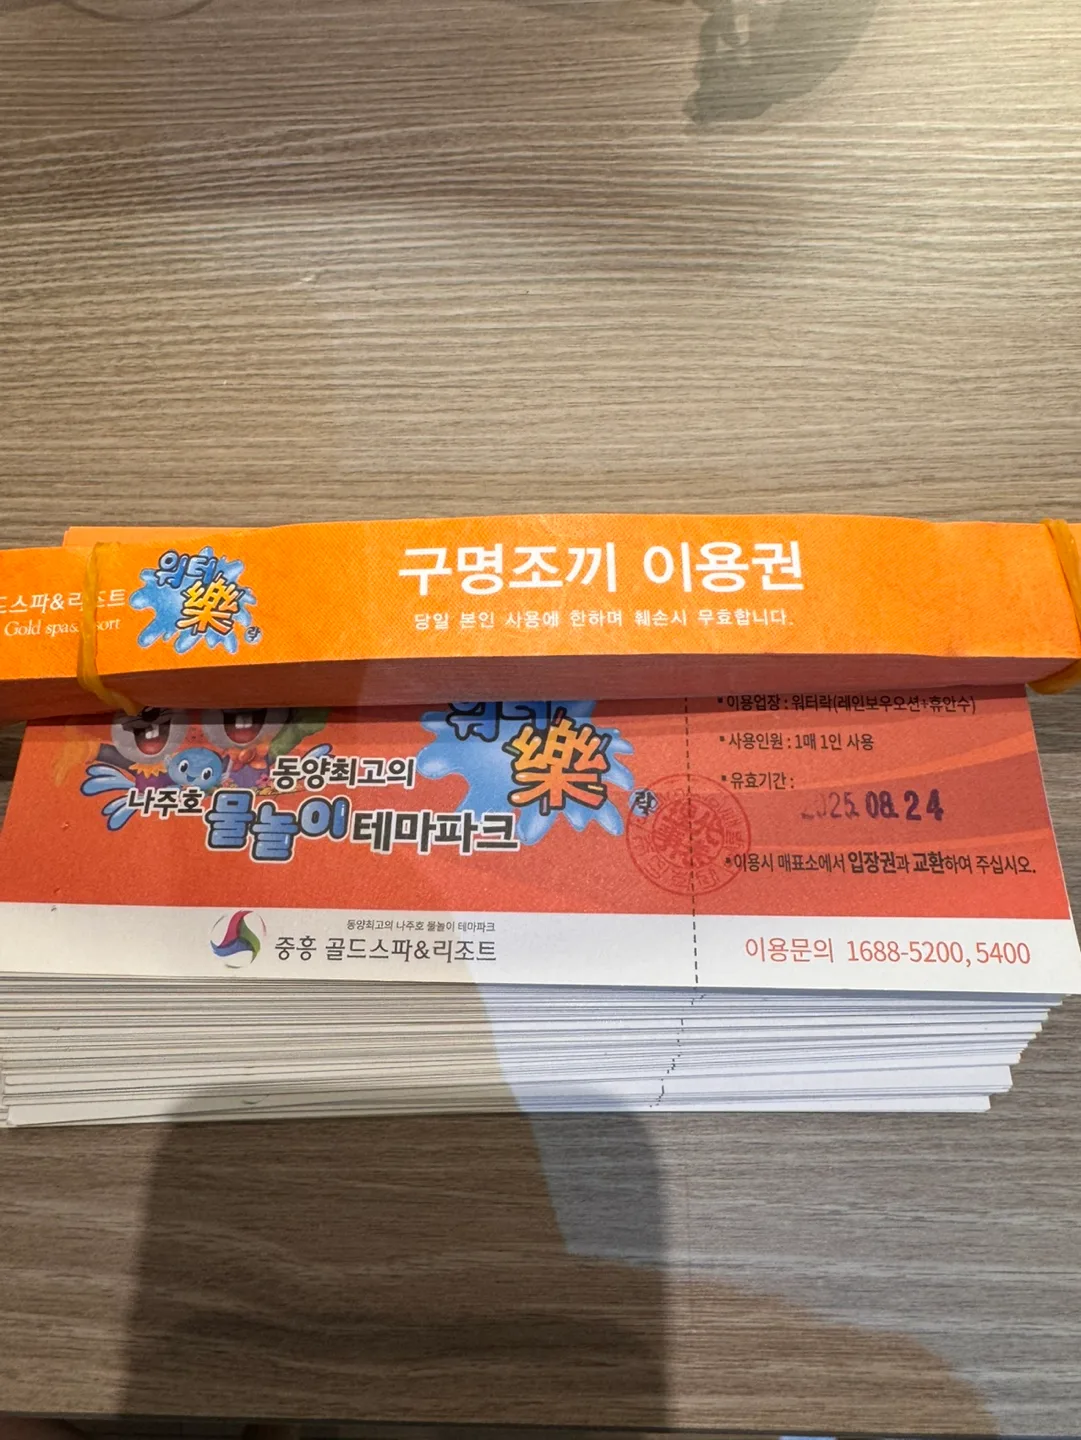 워터
樂
락
구명조끼 이용권
당일 본인 사용에 한하며 훼손시 무효합니다.
드스파&리조트
Gold spa& sort
워터
樂
락
동양최고의
나주호 물놀이 테마파크
동양최고의 나주호 물놀이 테마파크
중흥 골드스파&리조트
▪이용업장 : 워터락(레인보우오션+휴안수)
▪사용인원 : 1매 1인 사용
▪유효기간 :
2025.08.24
▪이용시 매표소에서 입장권과 교환하여 주십시오.
이용문의 1688-5200, 5400